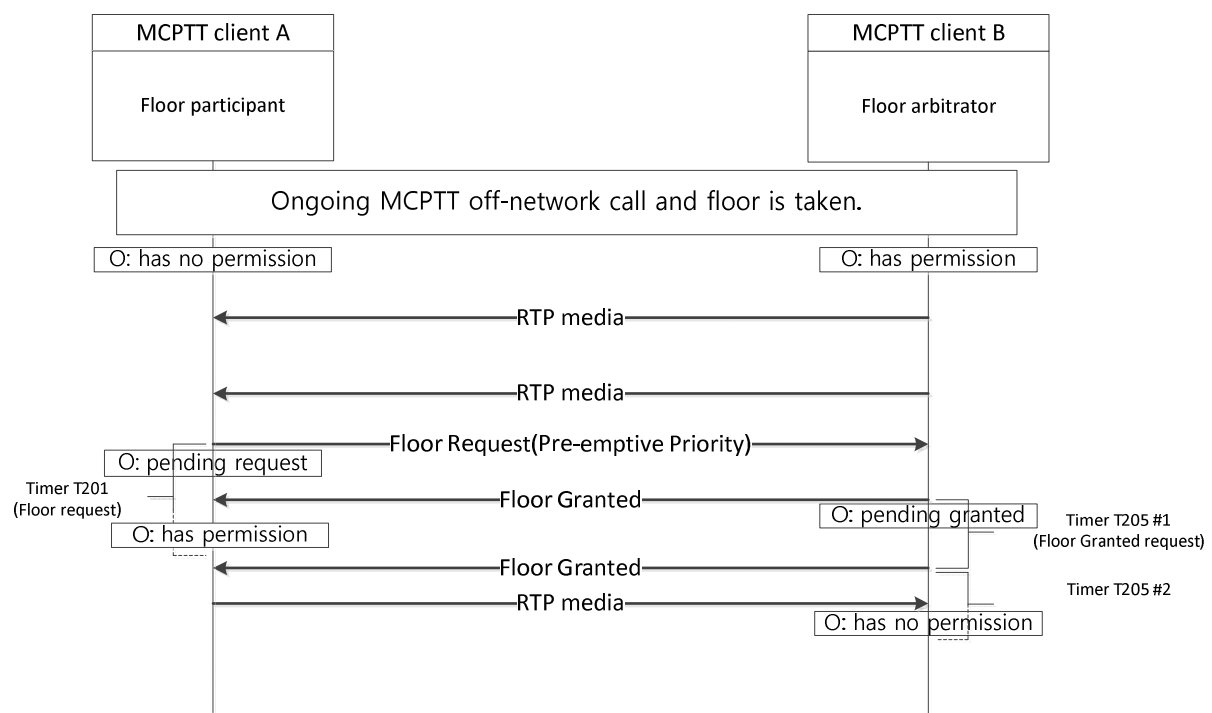 MCPTT client A
MCPTT client B
Floor participant
Floor arbitrator
Ongoing MCPTT off-network call and floor is taken.
O: has no permission
O: has permission
RTP media
RTP media
Floor Request(Pre-emptive Priority)
O: pending request
Timer T201
(Floor request)
Floor Granted
O: pending granted
Timer T205 #1
(Floor Granted request)
O: has permission
Floor Granted
Timer T205 #2
RTP media
O: has no permission